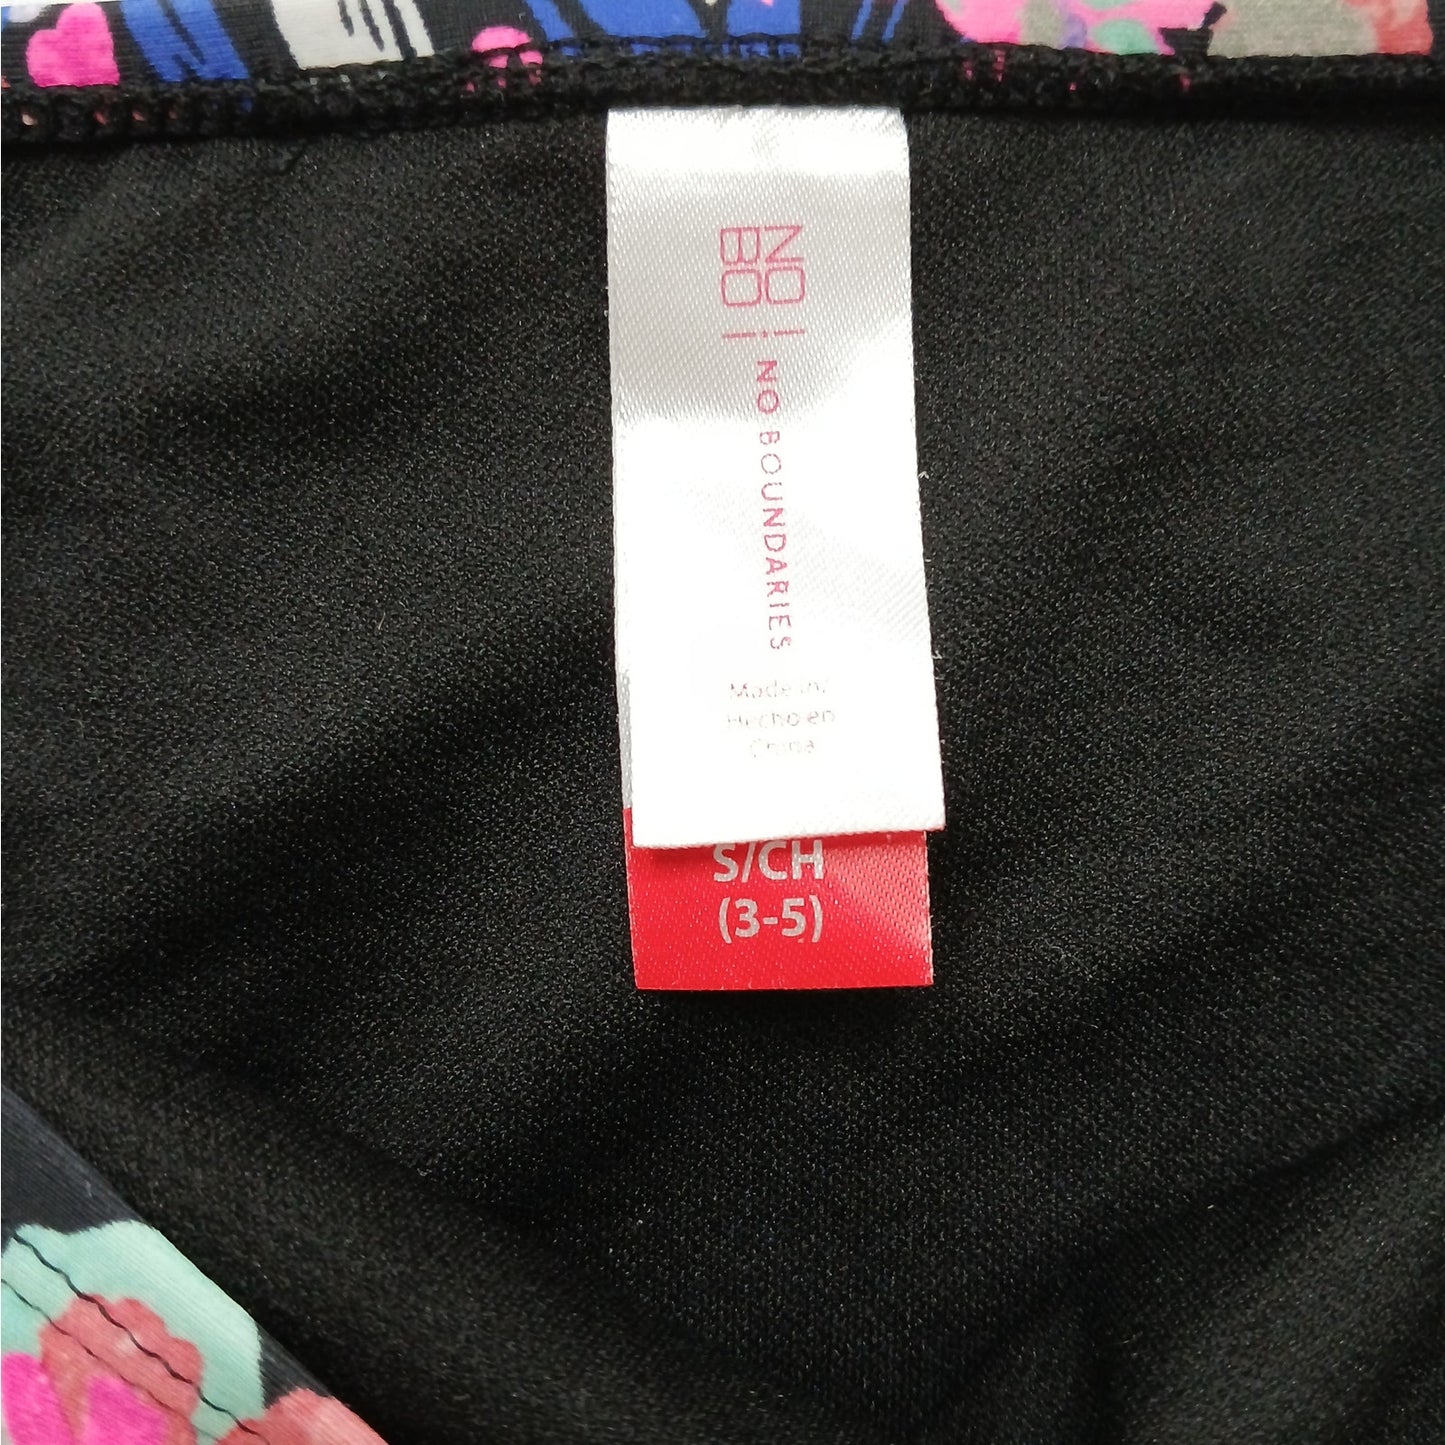 NO
BO
NO BOUNDARIES
Made in/
Hecho en
China
S/CH
(3-5)